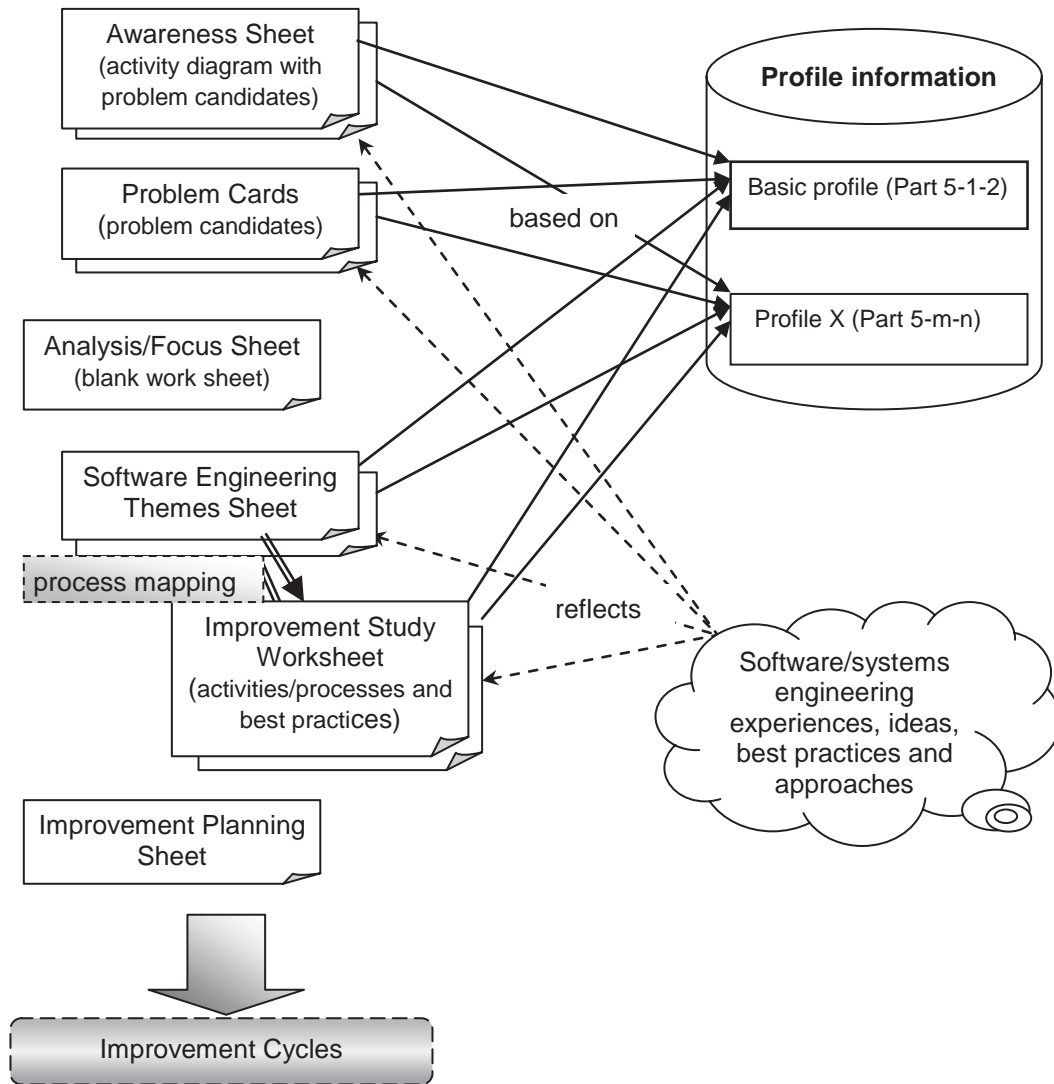 Awareness Sheet
(activity diagram with
problem candidates)
Profile information
Problem Cards
(problem candidates)
Basic profile (Part 5-1-2)
based on
Profile X (Part 5-m-n)
Analysis/Focus Sheet
(blank work sheet)
Software Engineering
Themes Sheet
process mapping
reflects
Improvement Study
Worksheet
(activities/processes and
best practices)
Software/systems
engineering
experiences, ideas,
best practices and
approaches
Improvement Planning
Sheet
Improvement Cycles